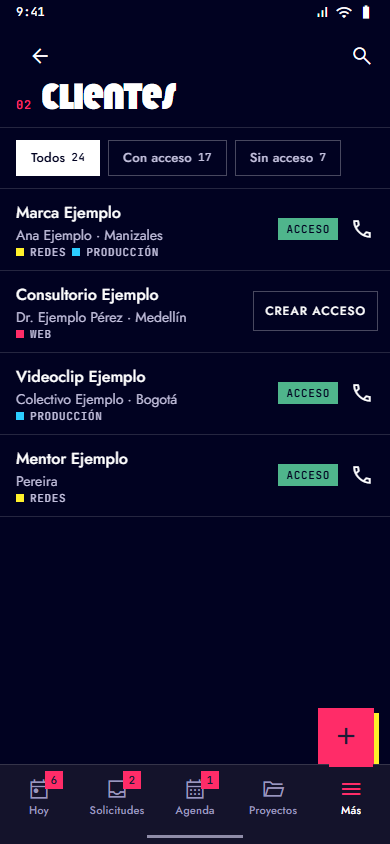 9:41
02 Clientes
Todos 24 Con acceso 17 Sin acceso 7
Marca Ejemplo
Ana Ejemplo · Manizales
REDES PRODUCCIÓN
ACCESO
Consultorio Ejemplo
Dr. Ejemplo Pérez · Medellín
WEB
CREAR ACCESO
Videoclip Ejemplo
Colectivo Ejemplo · Bogotá
PRODUCCIÓN
ACCESO
Mentor Ejemplo
Pereira
REDES
ACCESO
+
6 2 1
Hoy Solicitudes Agenda Proyectos Más